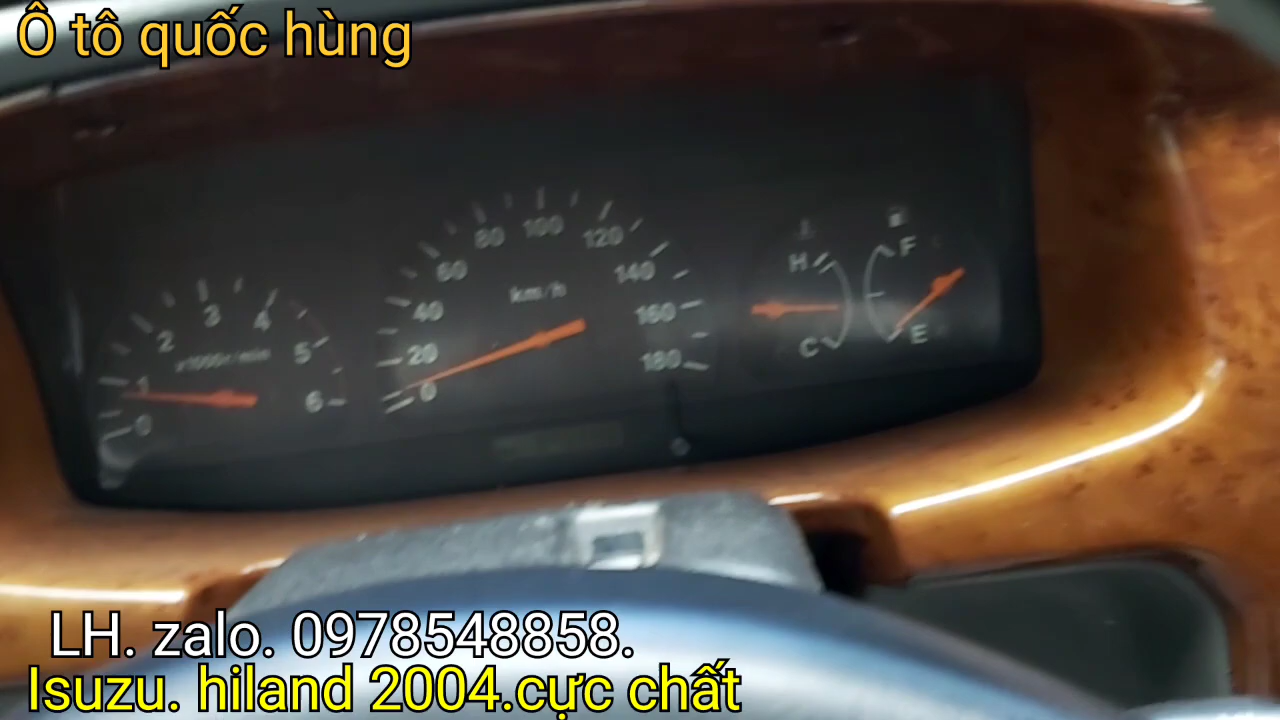 Ô tô quốc hùng
80 100 120
60 140
km/h
40 160
20 180
0
3
2 4
x1000r/min
1 5
0 6
H
C
F
E
LH. zalo. 0978548858.
Isuzu. hiland 2004.cực chất